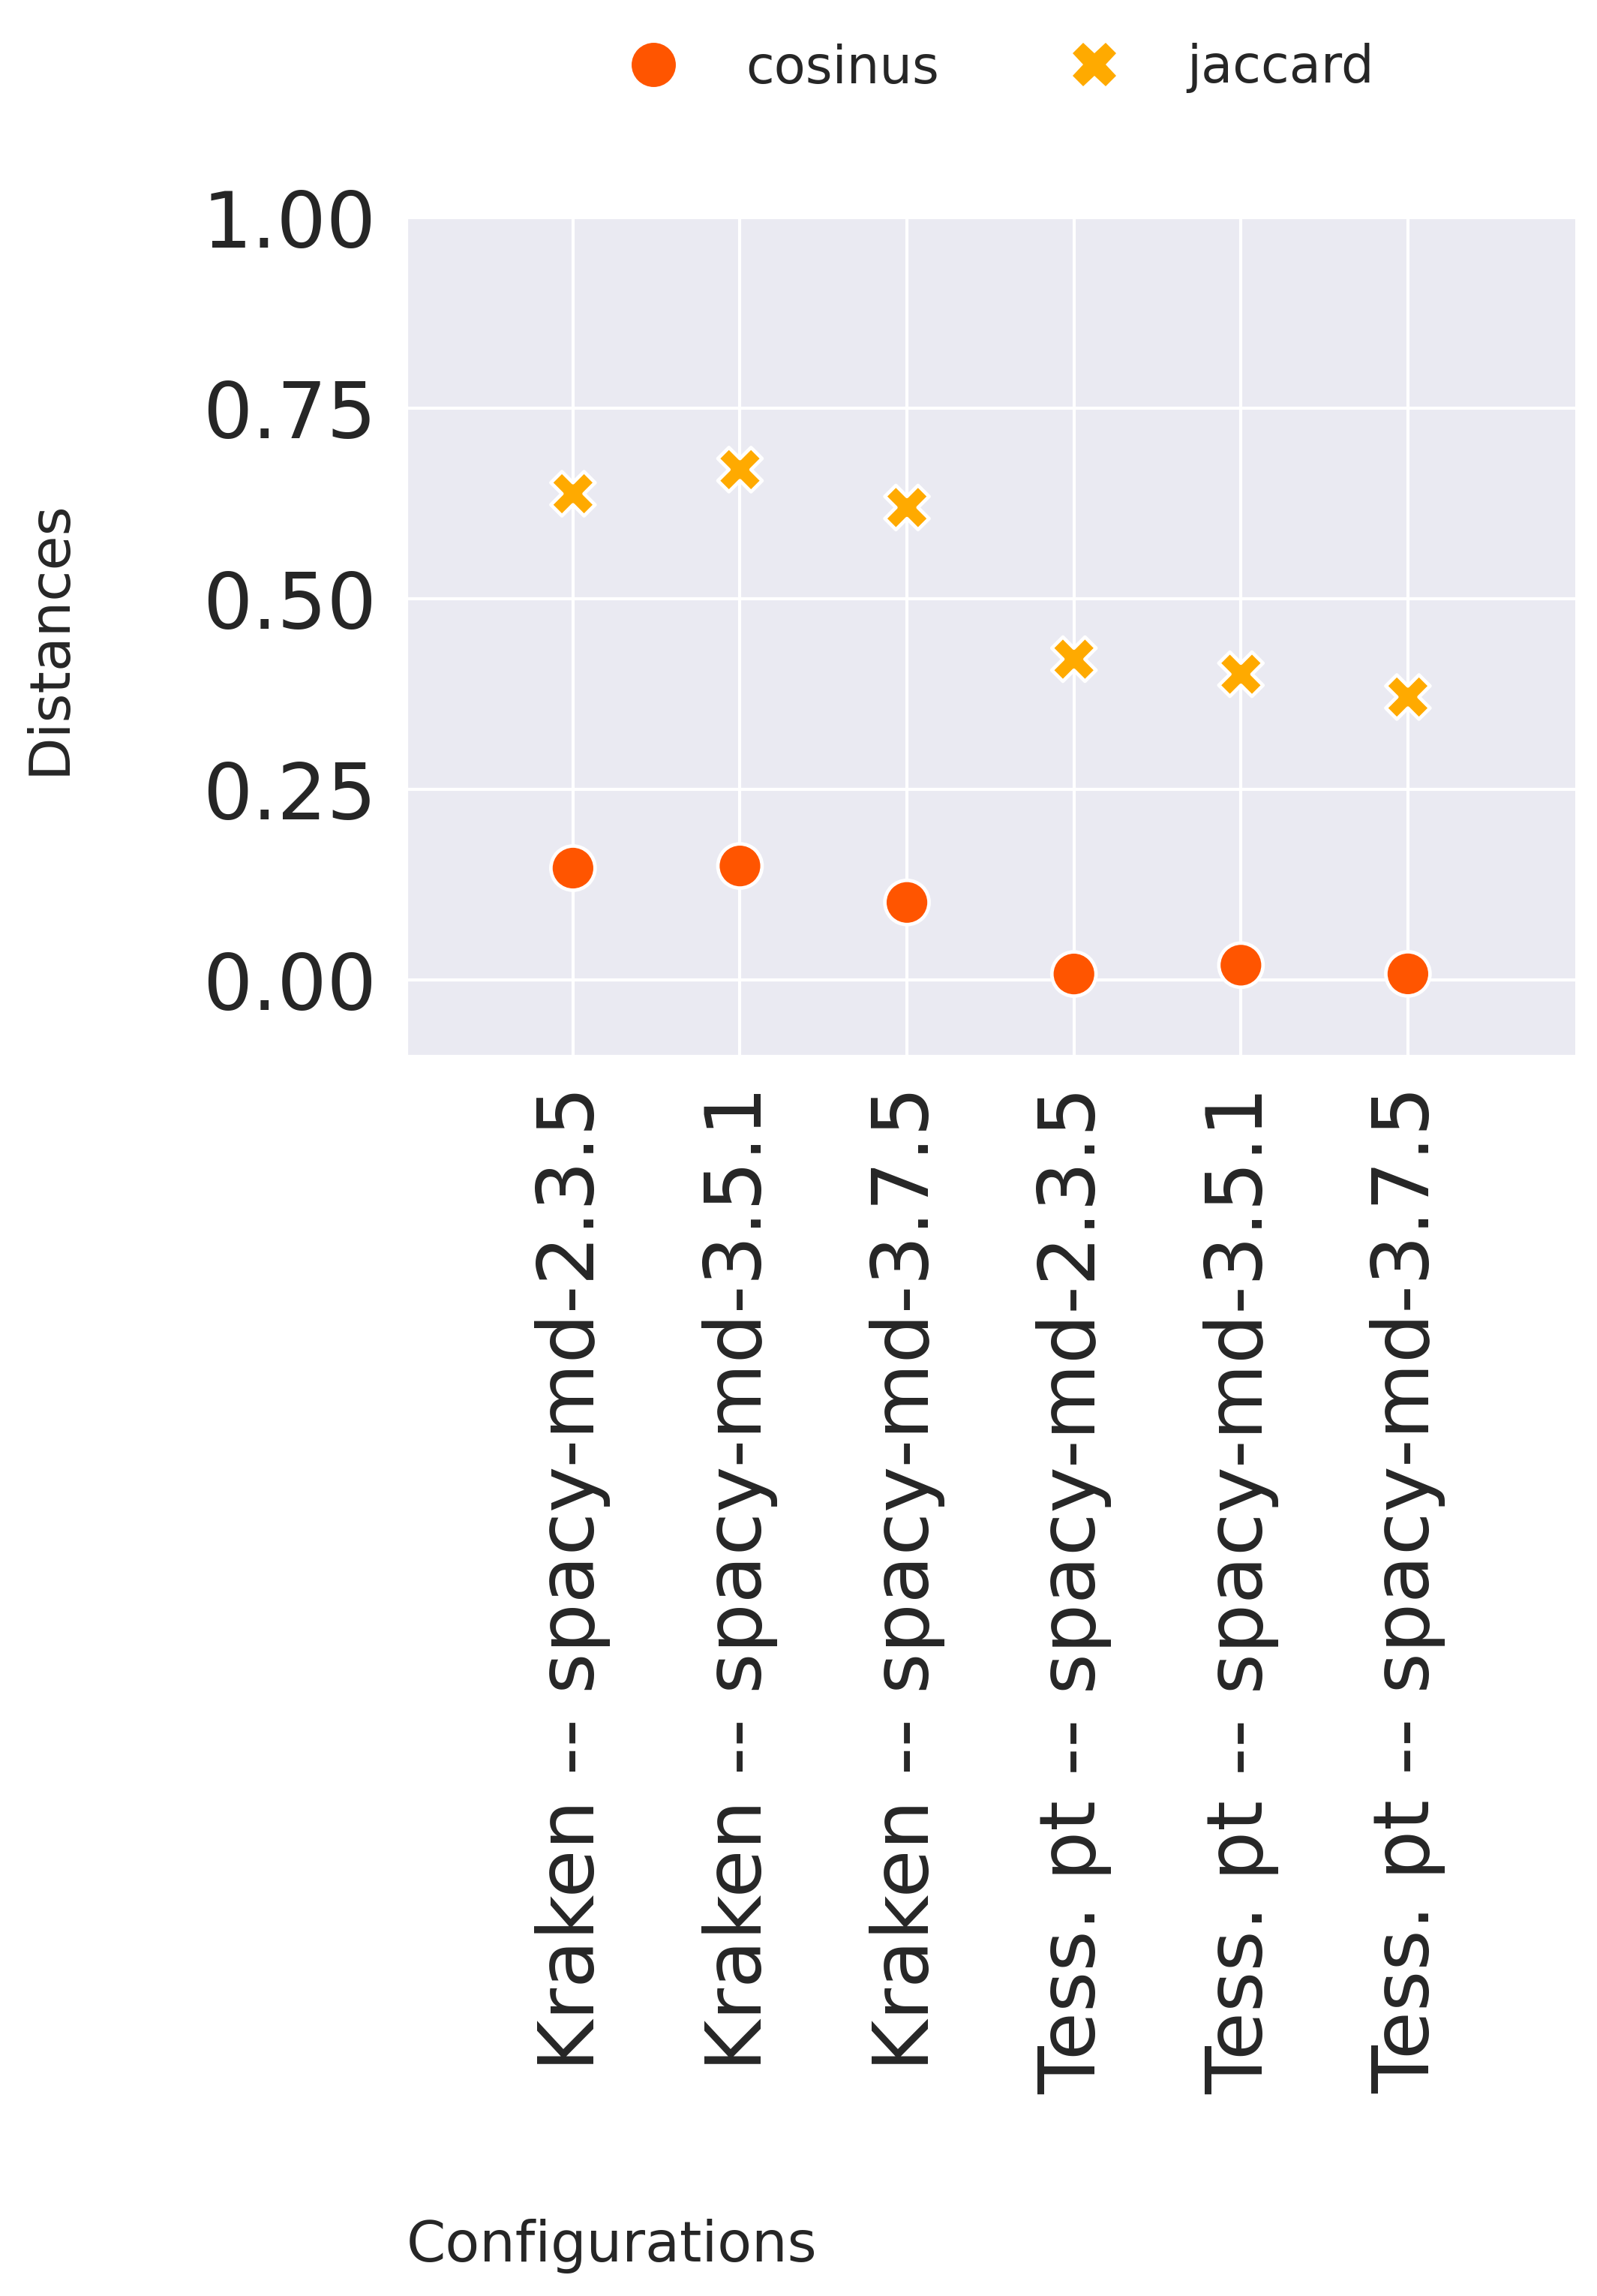 cosinus jaccard
Distances
1.00
0.75
0.50
0.25
0.00
Kraken -- spacy-md-2.3.5
Kraken -- spacy-md-3.5.1
Kraken -- spacy-md-3.7.5
Tess. pt -- spacy-md-2.3.5
Tess. pt -- spacy-md-3.5.1
Tess. pt -- spacy-md-3.7.5
Configurations